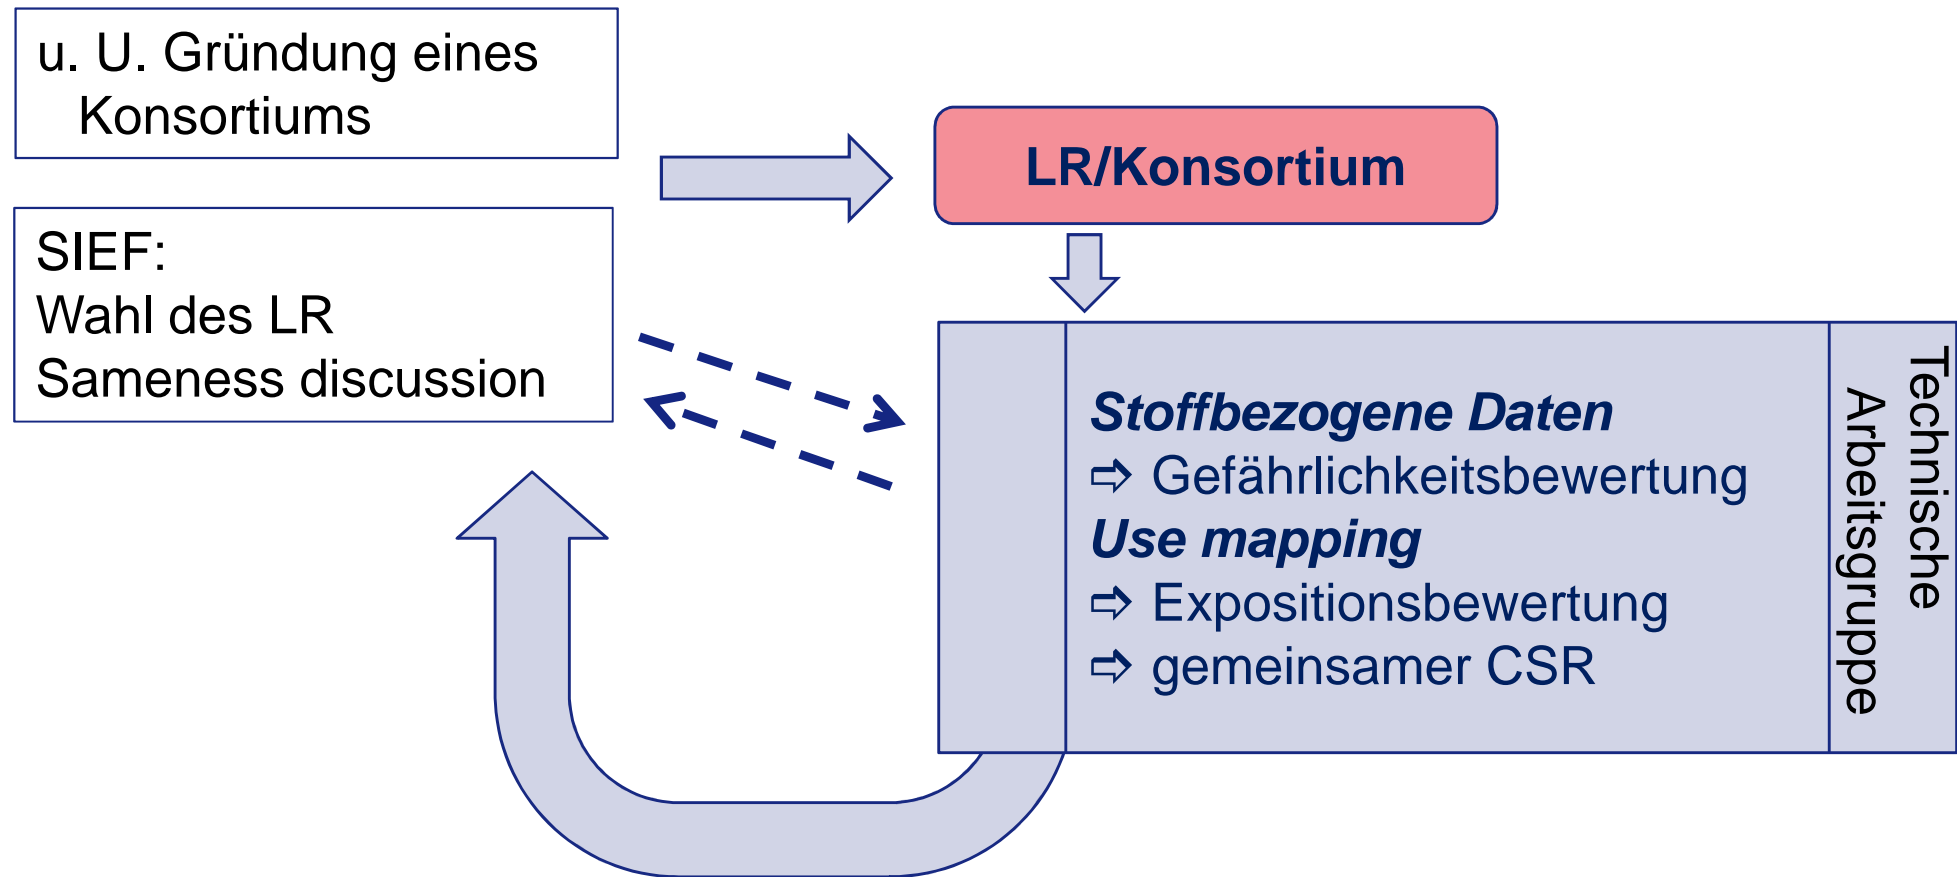 u. U. Gründung eines
Konsortiums
SIEF:
Wahl des LR
Sameness discussion
LR/Konsortium
Stoffbezogene Daten
⇨ Gefährlichkeitsbewertung
Use mapping
⇨ Expositionsbewertung
⇨ gemeinsamer CSR
Technische
Arbeitsgruppe